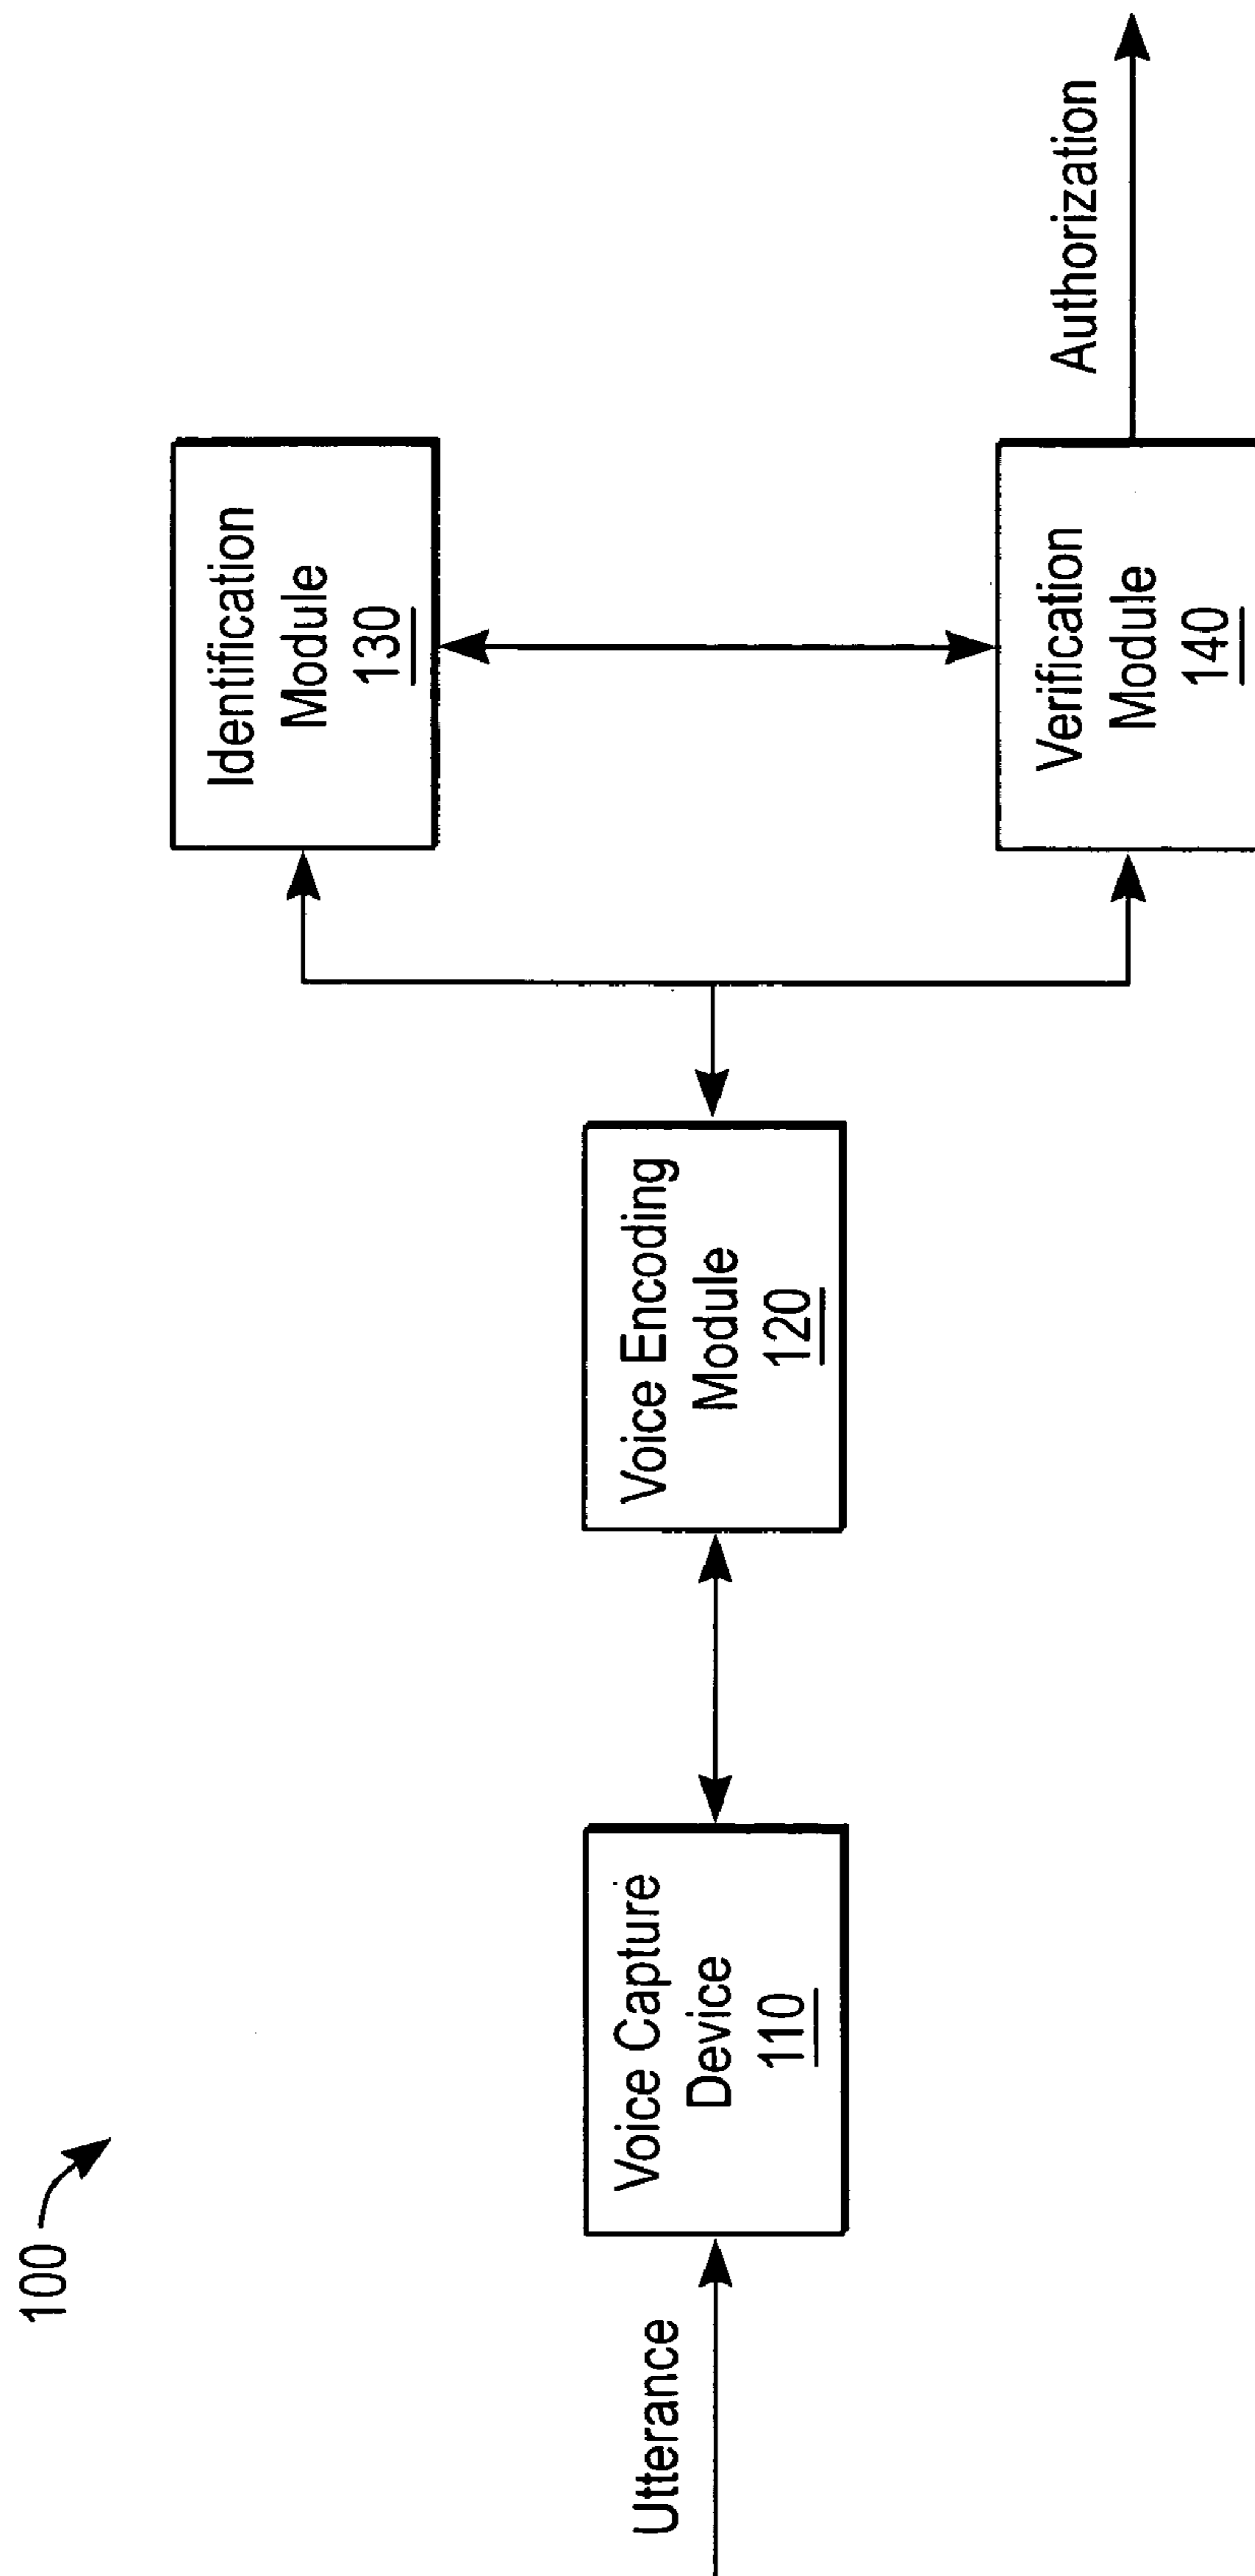 100
Utterance
Voice Capture
Device
110
Voice Encoding
Module
120
Identification
Module
130
Verification
Module
140
Authorization